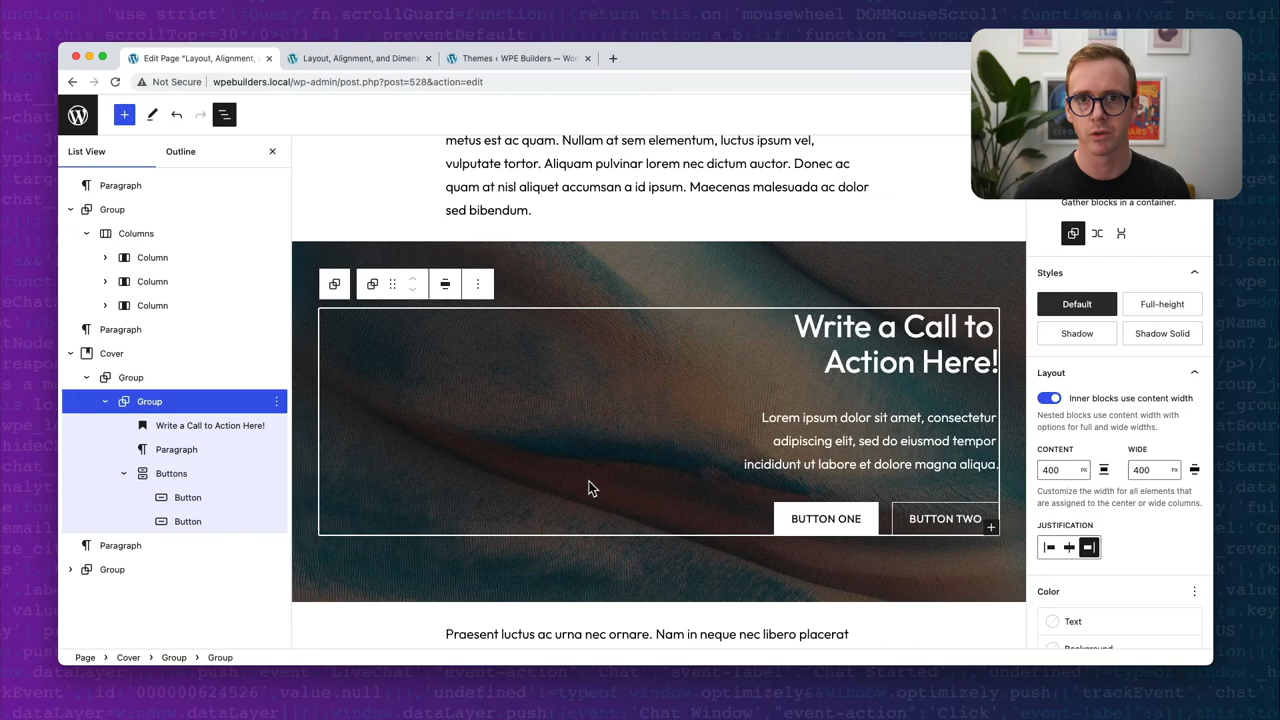 Edit Page "Layout, Alignment,
Layout, Alignment, and Dimens
Themes ‹ WPE Builders — Wor
Not Secure
wpebuilders.local/wp-admin/post.php?post=528&action=edit
List View
Outline
Paragraph
Group
Columns
Column
Column
Column
Paragraph
Cover
Group
Group
Write a Call to Action Here!
Paragraph
Buttons
Button
Button
Paragraph
Group
metus est ac quam. Nullam at sem elementum, luctus ipsum vel,
vulputate tortor. Aliquam pulvinar lorem nec dictum auctor. Donec ac
quam at nisl aliquet accumsan a id ipsum. Maecenas malesuada ac dolor
sed bibendum.
Write a Call to
Action Here!
Lorem ipsum dolor sit amet, consectetur
adipiscing elit, sed do eiusmod tempor
incididunt ut labore et dolore magna aliqua.
BUTTON ONE
BUTTON TWO
Praesent luctus ac urna nec ornare. Nam in neque nec libero placerat
Gather blocks in a container.
Styles
Default
Full-height
Shadow
Shadow Solid
Layout
Inner blocks use content width
Nested blocks use content width with
options for full and wide widths.
CONTENT
WIDE
400 PX
400 PX
Customize the width for all elements that
are assigned to the center or wide columns.
JUSTIFICATION
Color
Text
Background
Page
Cover
Group
Group